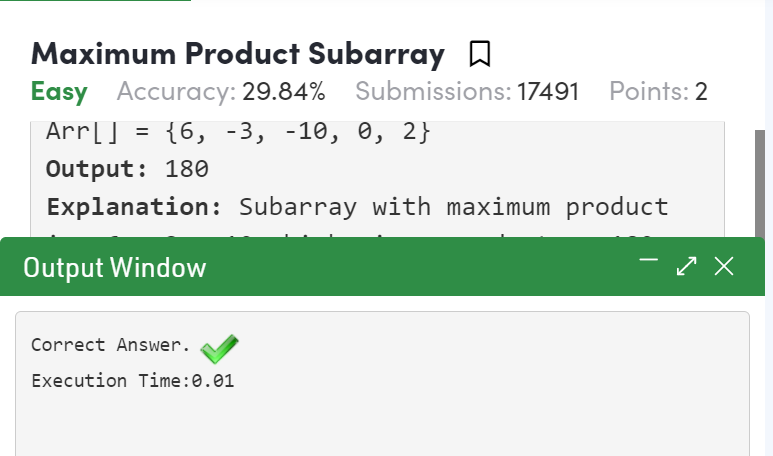 Maximum Product Subarray
Easy Accuracy: 29.84% Submissions: 17491 Points: 2
Arr[] = {6, -3, -10, 0, 2}
Output: 180
Explanation: Subarray with maximum product
Output Window
Correct Answer.
Execution Time:0.01